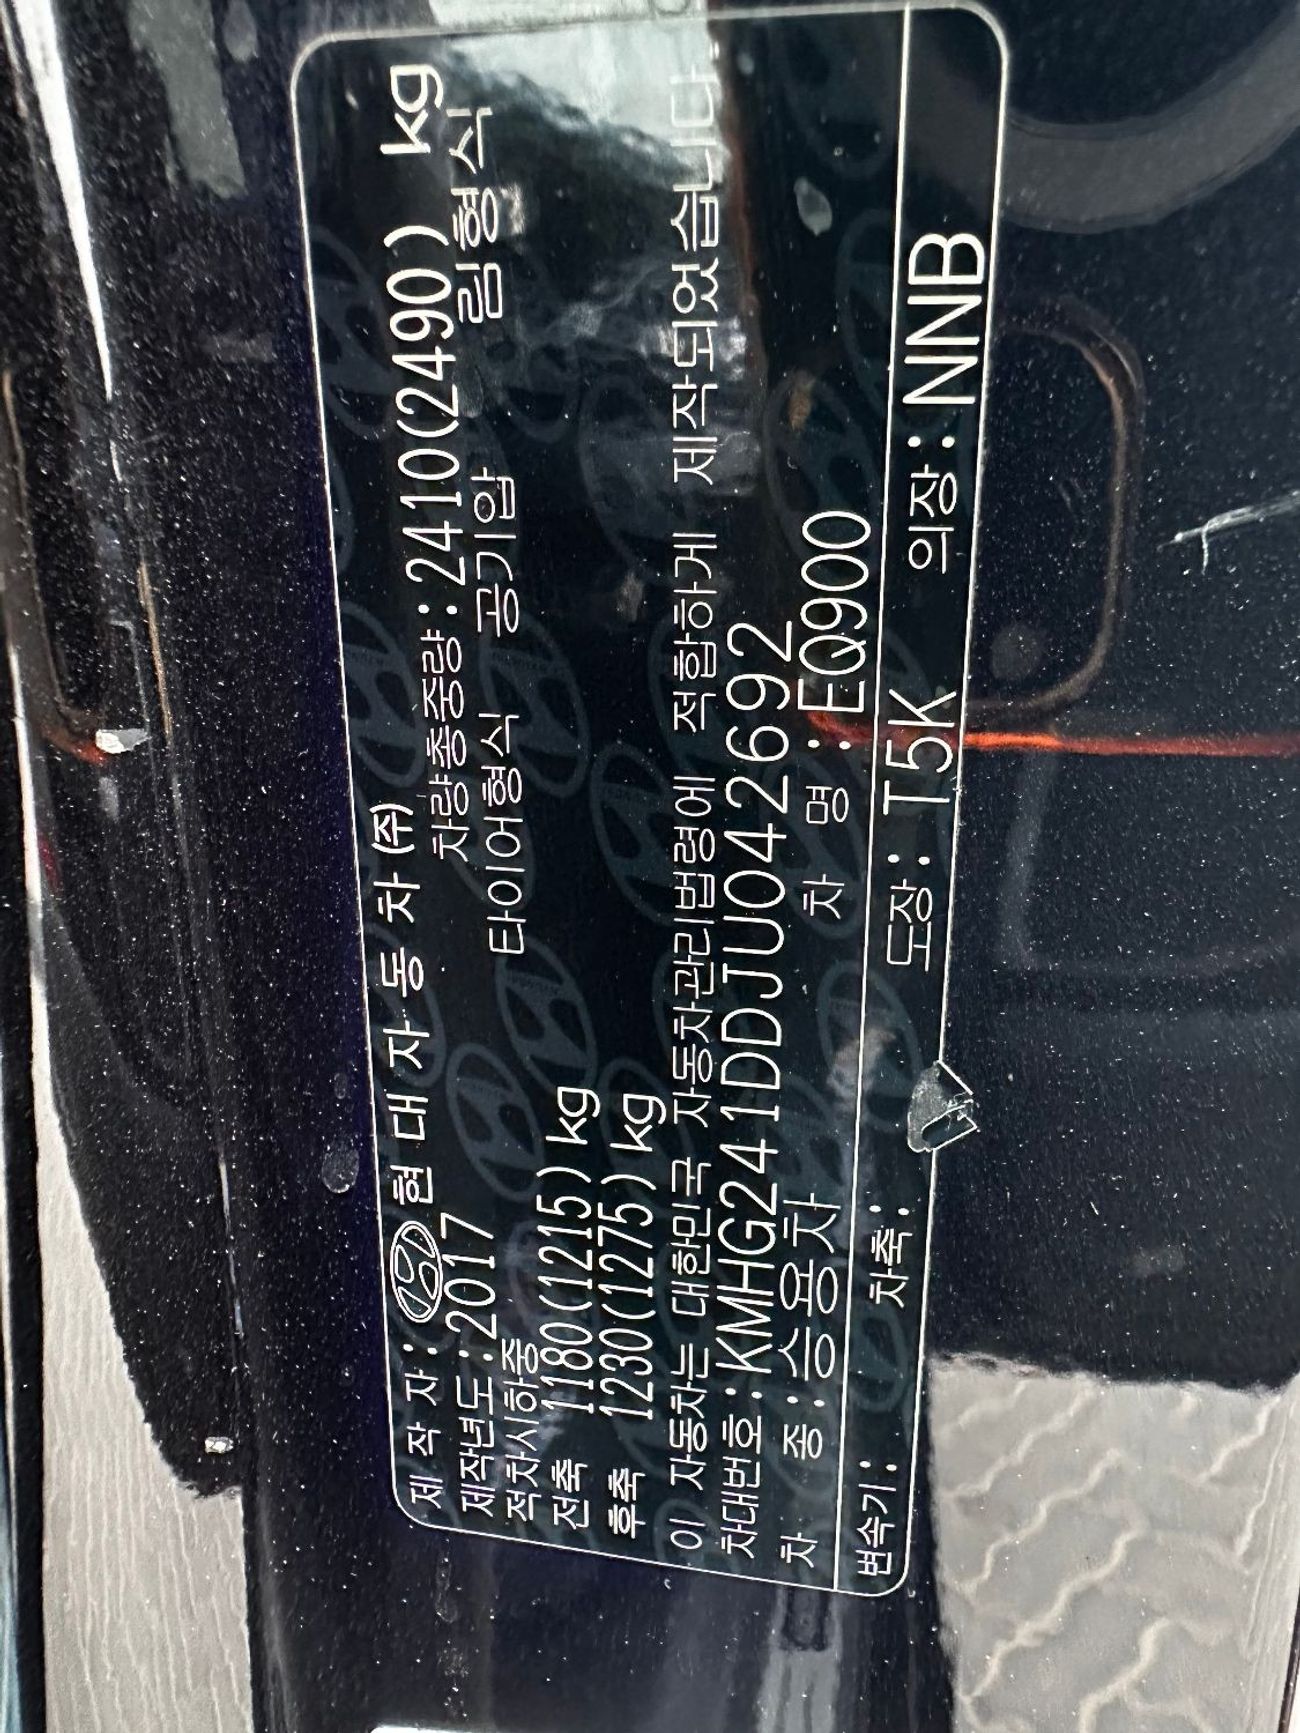 제 작 자 : 현 대 자 동 차 (주)
제작년도 : 2017 차량총중량 : 2410(2490) kg
적차시하중 타이어형식 공기압 림형식
전축 1180(1215) kg
후축 1230(1275) kg
이 자동차는 대한민국 자동차관리법령에 적합하게 제작되었습니다
차대번호 : KMHG241DDJU042692
차 종 : 승용차 차 명 : EQ900
변속기 : 차축 : 도장 : T5K 의장 : NNB